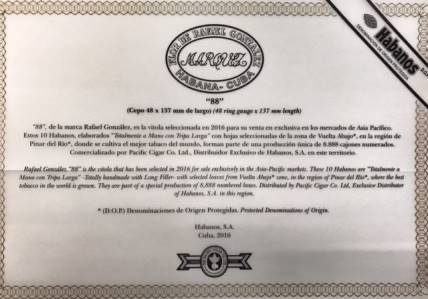 FLOR DE RAFAEL GONZALEZ
MARQUEZ
HABANA-CUBA
Habanos
"88"
(Cepo 48 x 137 mm de largo) (48 ring gauge x 137 mm length)
"88", de la marca Rafael González, es la vitola seleccionada en 2016 para su venta en exclusiva en los mercados de Asia Pacífico.
Estos 10 Habanos, elaborados "Totalmente a Mano con Tripa Larga" con hojas seleccionadas de la zona de Vuelta Abajo*, en la región de
Pinar del Río*, donde se cultiva el mejor tabaco del mundo, forman parte de una producción única de 8.888 cajones numerados.
Comercializado por Pacific Cigar Co. Ltd., Distribuidor Exclusivo de Habanos, S.A. en este territorio.
Rafael González "88" is the vitola that has been selected in 2016 for sale exclusively in the Asia-Pacific markets. These 10 Habanos are "Totalmente a
Mano con Tripa Larga" -Totally handmade with Long Filler- with selected leaves from Vuelta Abajo* zone, in the region of Pinar del Río*, where the best
tobacco in the world is grown. They are part of a special production of 8,888 numbered boxes. Distributed by Pacific Cigar Co. Ltd, Exclusive Distributor
of Habanos, S.A. in this region.
* (D.O.P.) Denominaciones de Origen Protegidas. Protected Denominations of Origin.
Habanos, S.A.
Cuba, 2016